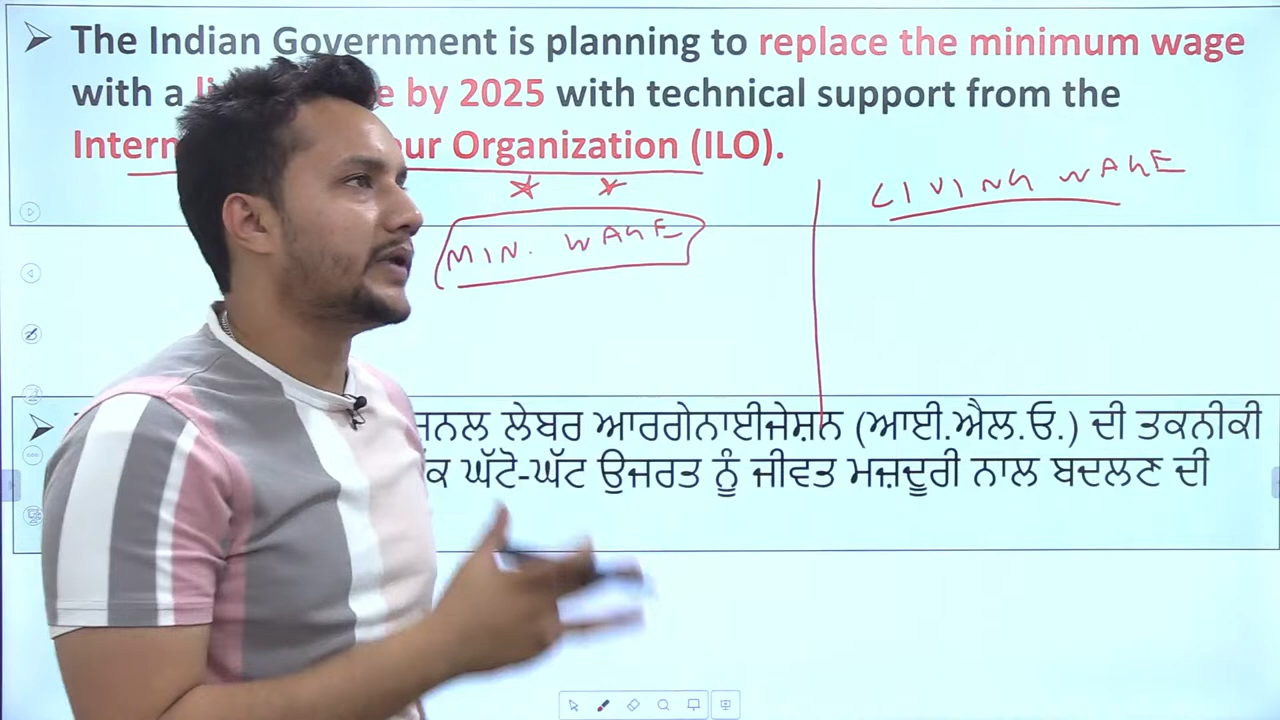 The Indian Government is planning to replace the minimum wage
with a e by 2025 with technical support from the
Intern our Organization (ILO).
LIVING WAGE
MIN. WAGE
ਜਨਲ ਲੇਬਰ ਆਰਗੇਨਾਈਜੇਸ਼ਨ (ਆਈ.ਐਲ.ਓ.) ਦੀ ਤਕਨੀਕੀ
ਕ ਘੱਟੋ-ਘੱਟ ਉਜਰਤ ਨੂੰ ਜੀਵਤ ਮਜ਼ਦੂਰੀ ਨਾਲ ਬਦਲਣ ਦੀ